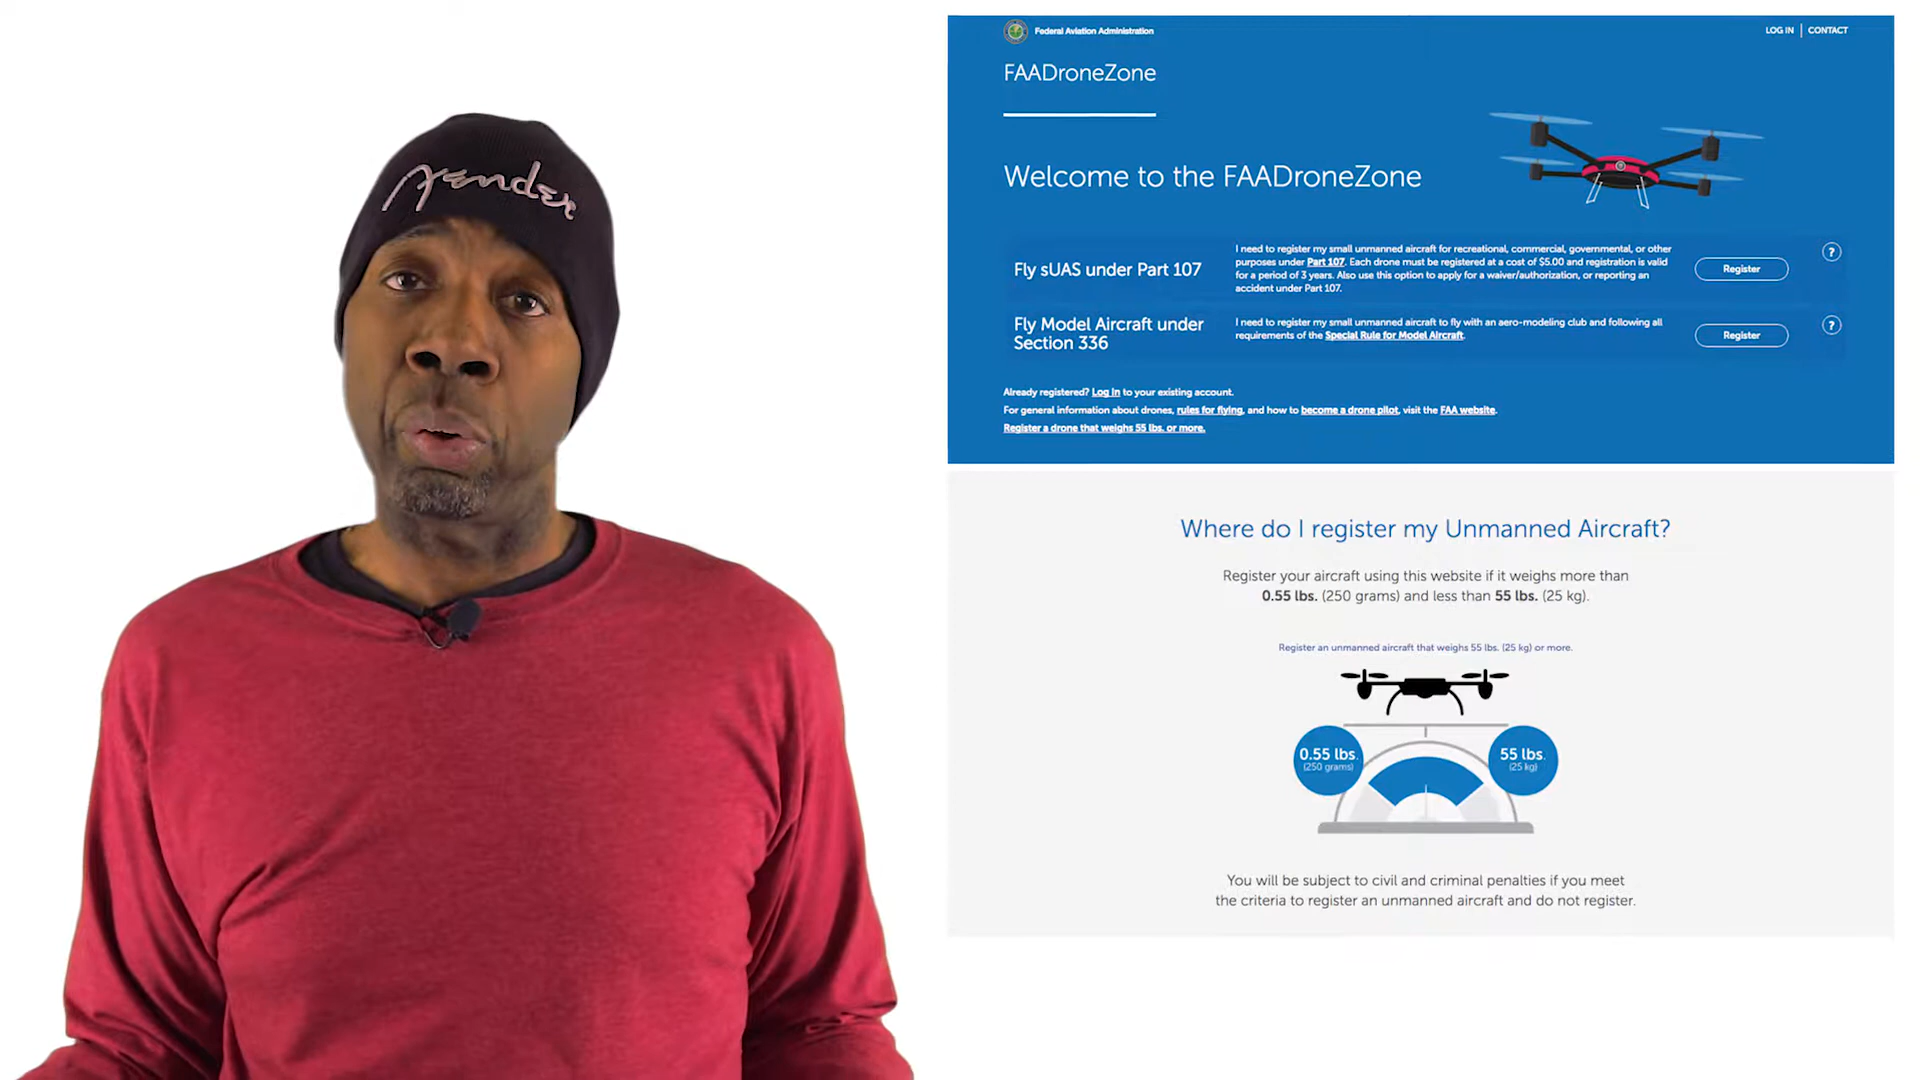 fender
Federal Aviation Administration
LOG IN | CONTACT
FAADroneZone
Welcome to the FAADroneZone
Fly sUAS under Part 107
I need to register my small unmanned aircraft for recreational, commercial, governmental, or other
purposes under Part 107. Each drone must be registered at a cost of $5.00 and registration is valid
for a period of 3 years. Also use this option to apply for a waiver/authorization, or reporting an
accident under Part 107.
Register
?
Fly Model Aircraft under
Section 336
I need to register my small unmanned aircraft to fly with an aero-modeling club and following all
requirements of the Special Rule for Model Aircraft.
Register
?
Already registered? Log in to your existing account.
For general information about drones, rules for flying, and how to become a drone pilot, visit the FAA website.
Register a drone that weighs 55 lbs. or more.
Where do I register my Unmanned Aircraft?
Register your aircraft using this website if it weighs more than
0.55 lbs. (250 grams) and less than 55 lbs. (25 kg).
Register an unmanned aircraft that weighs 55 lbs. (25 kg) or more.
0.55 lbs.
(250 grams)
55 lbs.
(25 kg)
You will be subject to civil and criminal penalties if you meet
the criteria to register an unmanned aircraft and do not register.